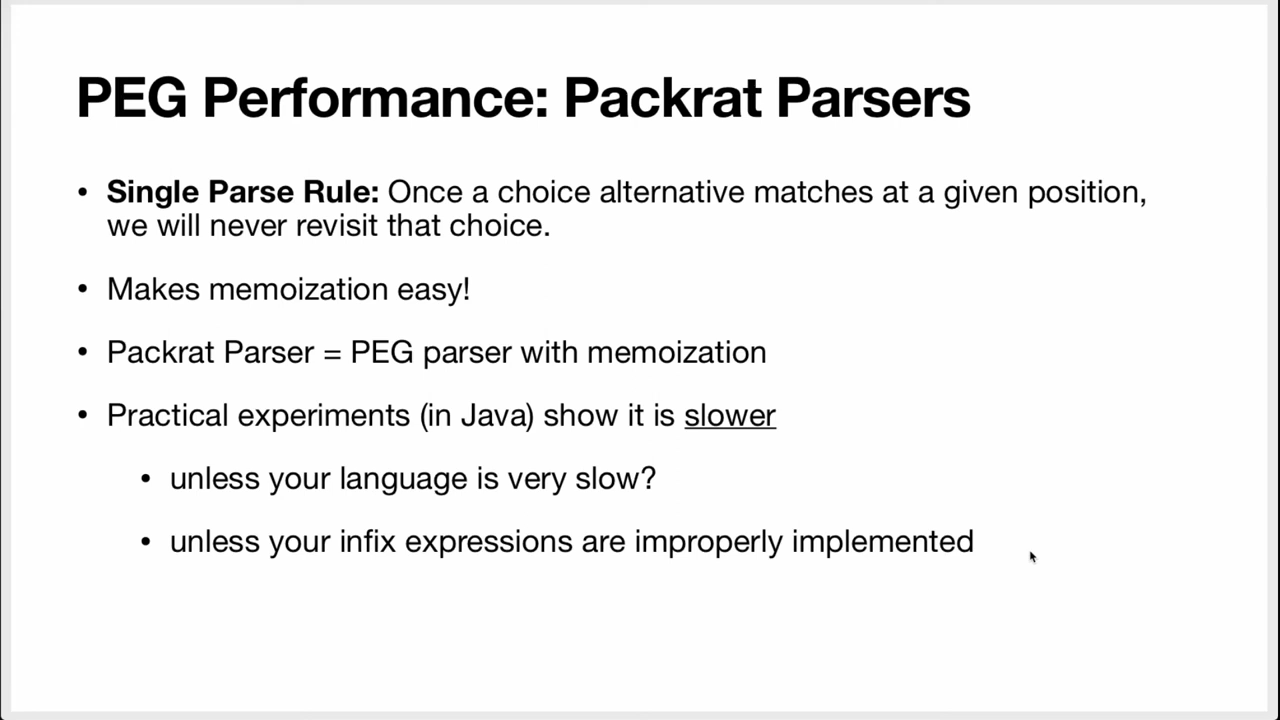 PEG Performance: Packrat Parsers
• Single Parse Rule: Once a choice alternative matches at a given position,
we will never revisit that choice.
• Makes memoization easy!
• Packrat Parser = PEG parser with memoization
• Practical experiments (in Java) show it is slower
• unless your language is very slow?
• unless your infix expressions are improperly implemented